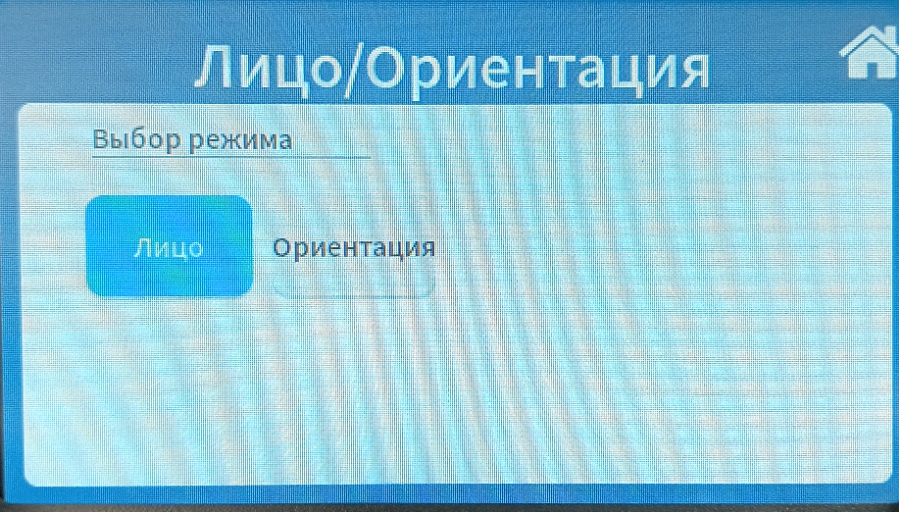 Лицо/Ориентация
Выбор режима
Лицо
Ориентация